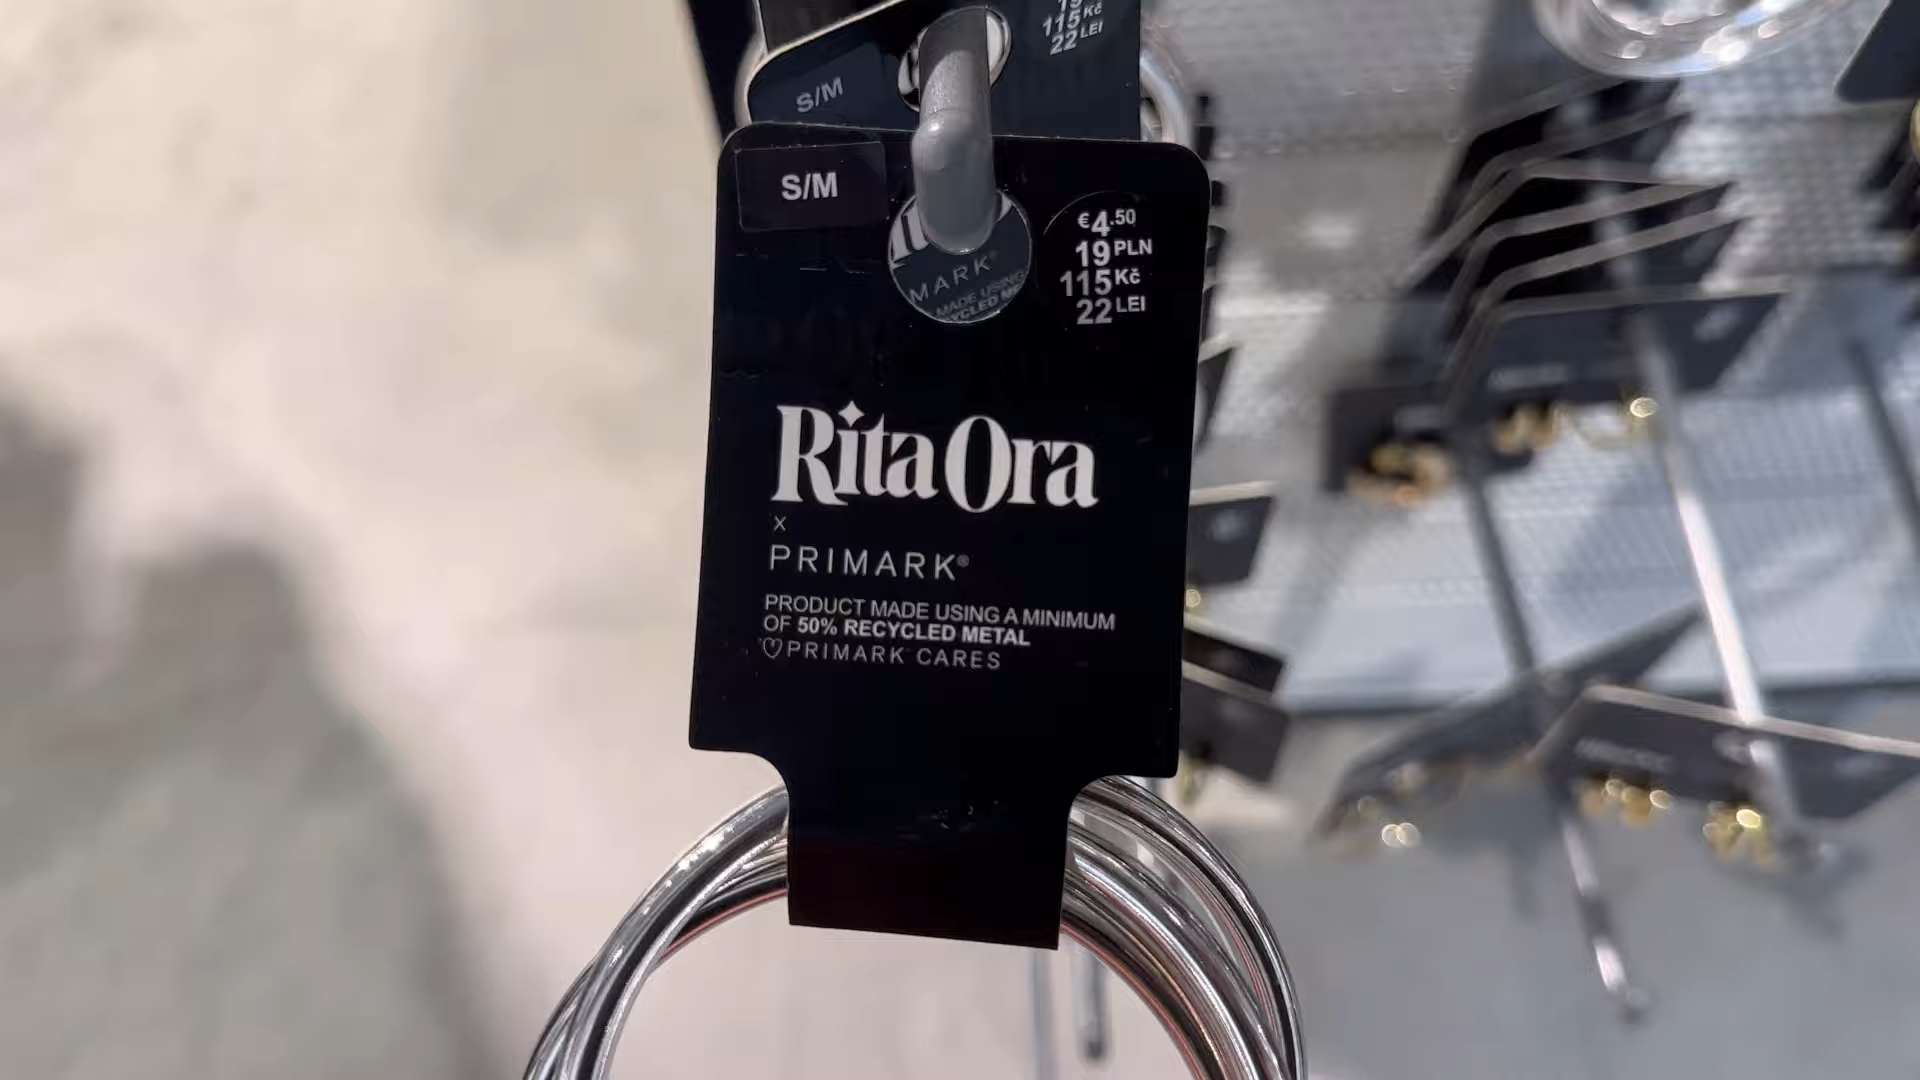 115 Kč
22 LEI
S/M
S/M
€4.50
19 PLN
115 Kč
22 LEI
MARK
MADE USING
Rita Ora
x
PRIMARK®
PRODUCT MADE USING A MINIMUM
OF 50% RECYCLED METAL
♡PRIMARK CARES